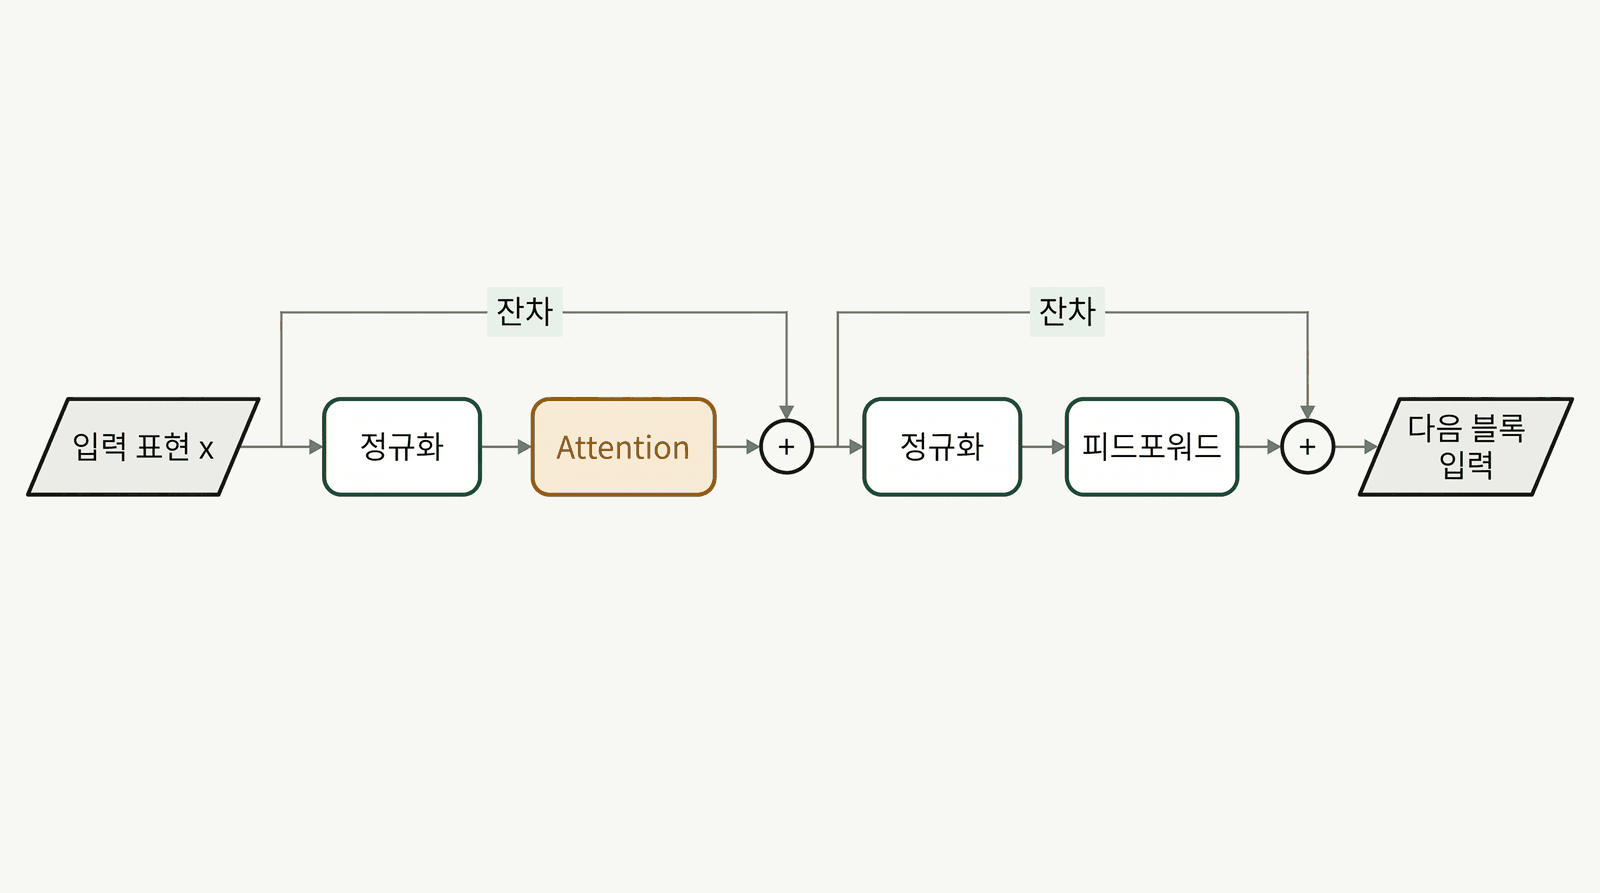 잔차
잔차
입력 표현 x
정규화
Attention
+
정규화
피드포워드
+
다음 블록
입력